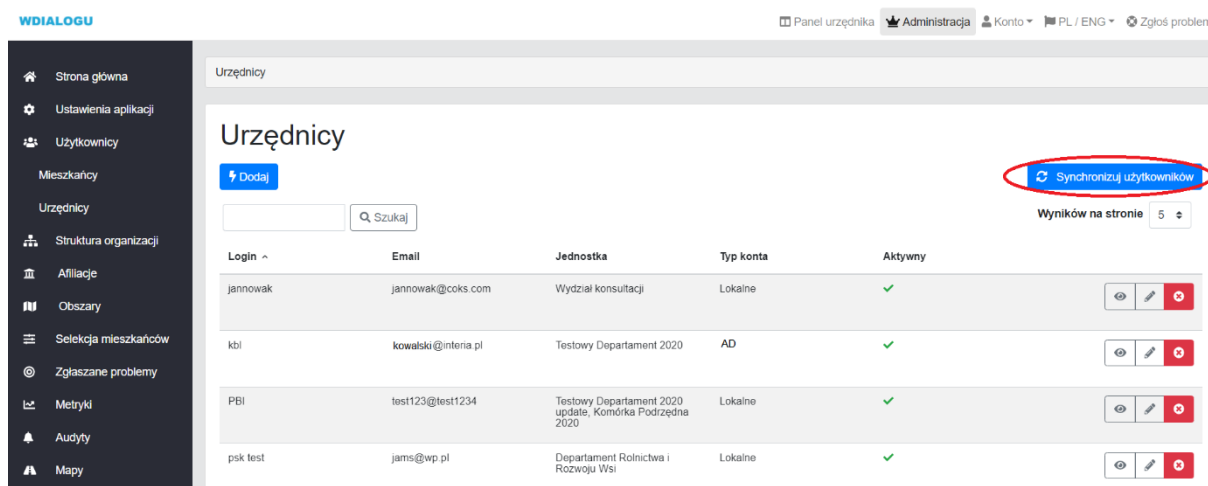 WDIALOGU
Panel urzędnika Administracja Konto PL / ENG Zgłoś problem
Strona główna
Ustawienia aplikacji
Użytkownicy
Mieszkańcy
Urzędnicy
Struktura organizacji
Afiliacje
Obszary
Selekcja mieszkańców
Zgłaszane problemy
Metryki
Audyty
Mapy
Urzędnicy
Urzędnicy
Dodaj
Synchronizuj użytkowników
Szukaj
Wyników na stronie 5
Login Email Jednostka Typ konta Aktywny
jannowak jannowak@coks.com Wydział konsultacji Lokalne
kbl kowalski@interia.pl Testowy Departament 2020 AD
PBI test123@test1234 Testowy Departament 2020 Lokalne
update, Komórka Podrzędna
2020
psk test jams@wp.pl Departament Rolnictwa i Lokalne
Rozwoju Wsi